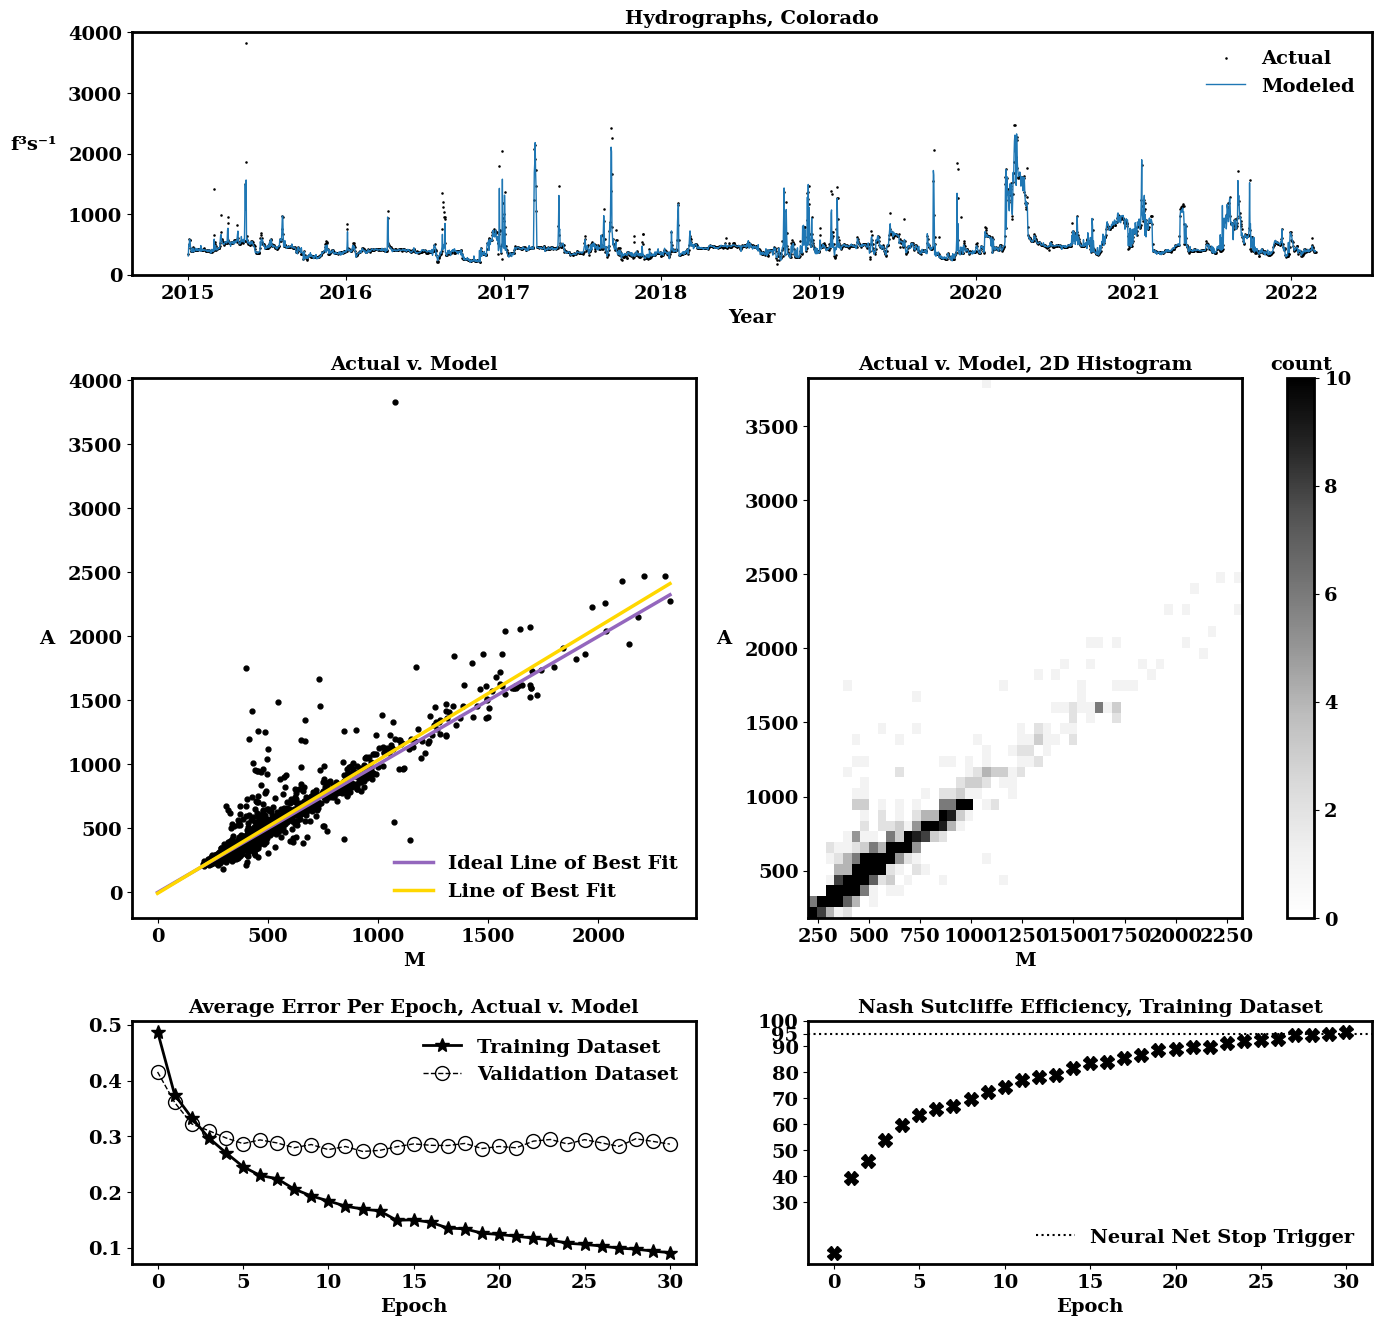 Hydrographs, Colorado
4000
3000
2000
1000
0
f³s⁻¹
Actual
Modeled
2015 2016 2017 2018 2019 2020 2021 2022
Year
Actual v. Model
4000
3500
3000
2500
2000
1500
1000
500
0
A
Ideal Line of Best Fit
Line of Best Fit
0 500 1000 1500 2000
M
Actual v. Model, 2D Histogram
3500
3000
2500
2000
1500
1000
500
A
250 500 750 1000 1250 1500 1750 2000 2250
M
count
10
8
6
4
2
0
Average Error Per Epoch, Actual v. Model
0.5
0.4
0.3
0.2
0.1
Training Dataset
Validation Dataset
0 5 10 15 20 25 30
Epoch
Nash Sutcliffe Efficiency, Training Dataset
100
95
90
80
70
60
50
40
30
Neural Net Stop Trigger
0 5 10 15 20 25 30
Epoch